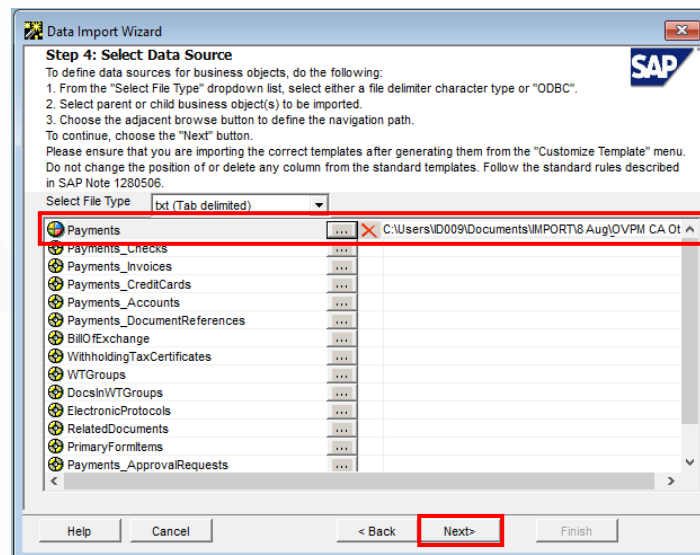 Data Import Wizard
Step 4: Select Data Source
SAP
To define data sources for business objects, do the following:
1. From the "Select File Type" dropdown list, select either a file delimiter character type or "ODBC".
2. Select parent or child business object(s) to be imported.
3. Choose the adjacent browse button to define the navigation path.
To continue, choose the "Next" button.
Please ensure that you are importing the correct templates after generating them from the "Customize Template" menu.
Do not change the position of or delete any column from the standard templates. Follow the standard rules described
in SAP Note 1280506.
Select File Type txt (Tab delimited)
Payments ... C:\Users\ID009\Documents\IMPORT\8 Aug\OVPM CA Ot
Payments_Checks ...
Payments_Invoices ...
Payments_CreditCards ...
Payments_Accounts ...
Payments_DocumentReferences ...
BillOfExchange ...
WithholdingTaxCertificates ...
WTGroups ...
DocsInWTGroups ...
ElectronicProtocols ...
RelatedDocuments ...
PrimaryFormItems ...
Payments_ApprovalRequests ...
Help Cancel < Back Next> Finish